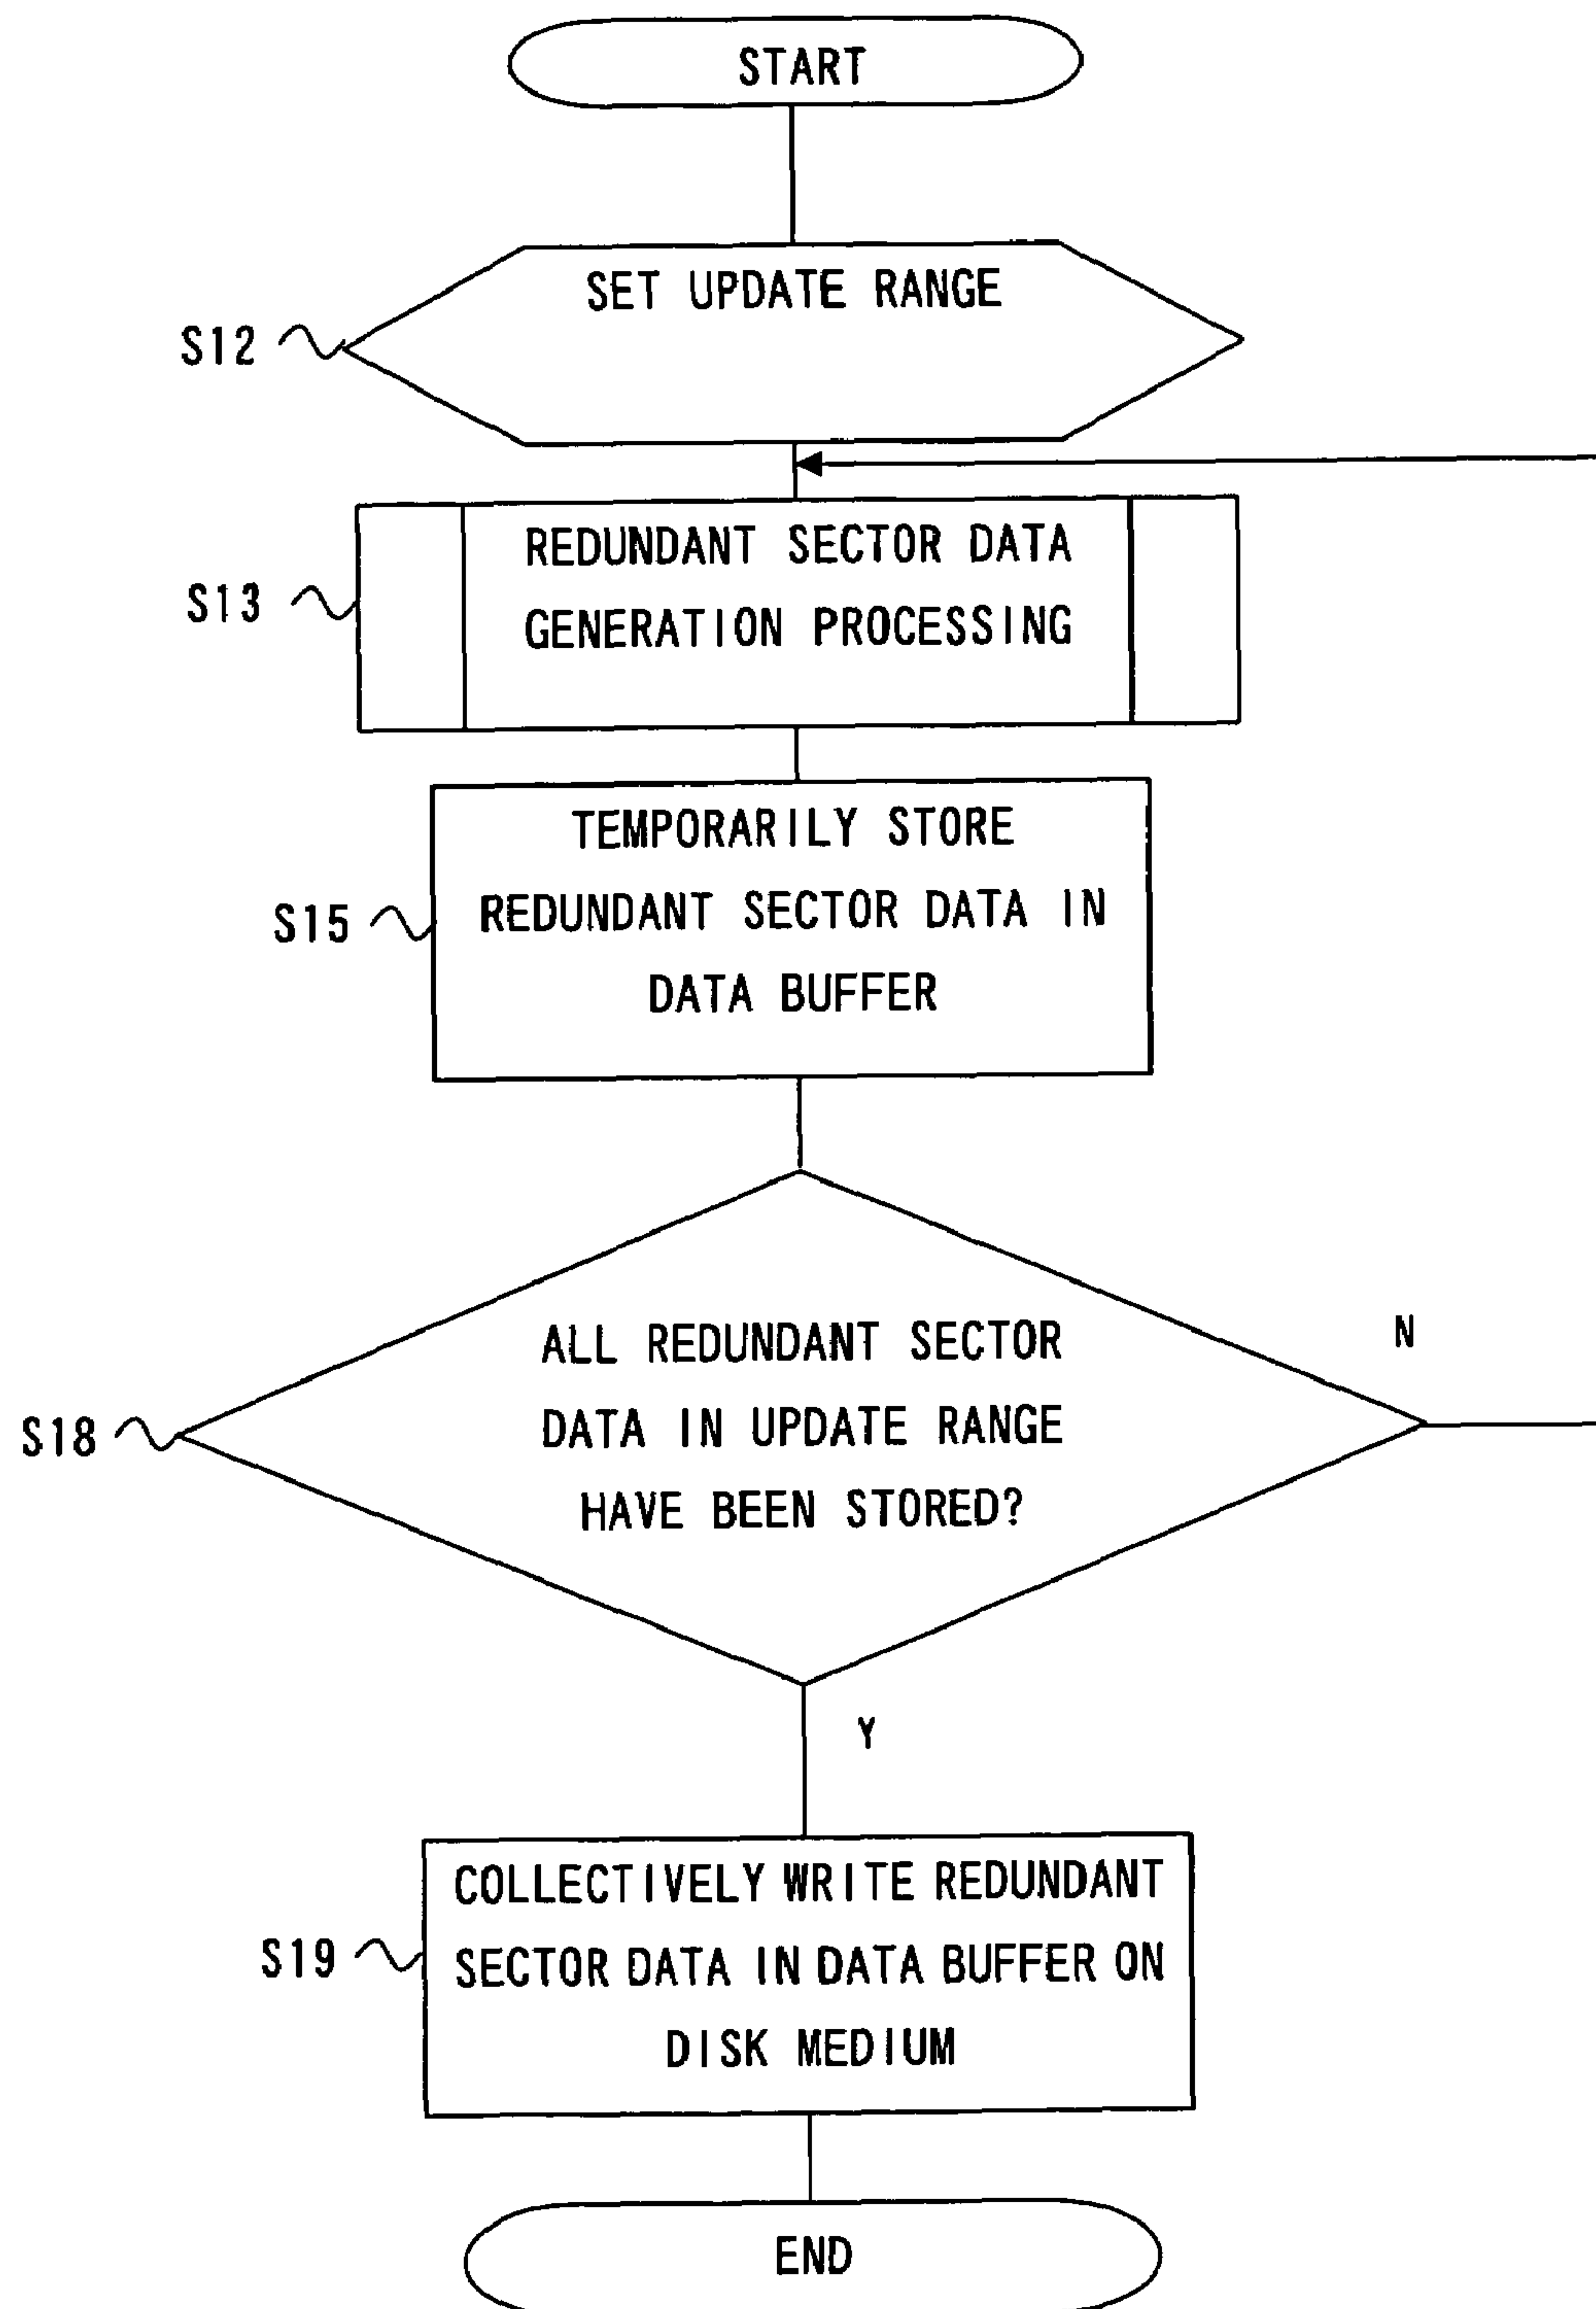 START
SET UPDATE RANGE
S12
REDUNDANT SECTOR DATA
S13
GENERATION PROCESSING
TEMPORARILY STORE
S15
REDUNDANT SECTOR DATA IN
DATA BUFFER
N
ALL REDUNDANT SECTOR
S18
DATA IN UPDATE RANGE
HAVE BEEN STORED?
Y
COLLECTIVELY WRITE REDUNDANT
S19
SECTOR DATA IN DATA BUFFER ON
DISK MEDIUM
END